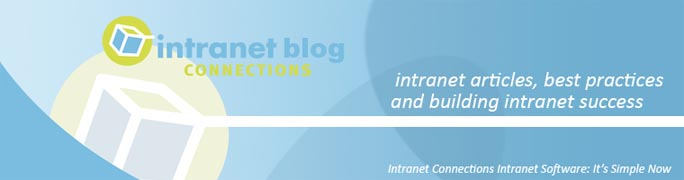 intranet blog
CONNECTIONS
intranet articles, best practices
and building intranet success
Intranet Connections Intranet Software: It's Simple Now